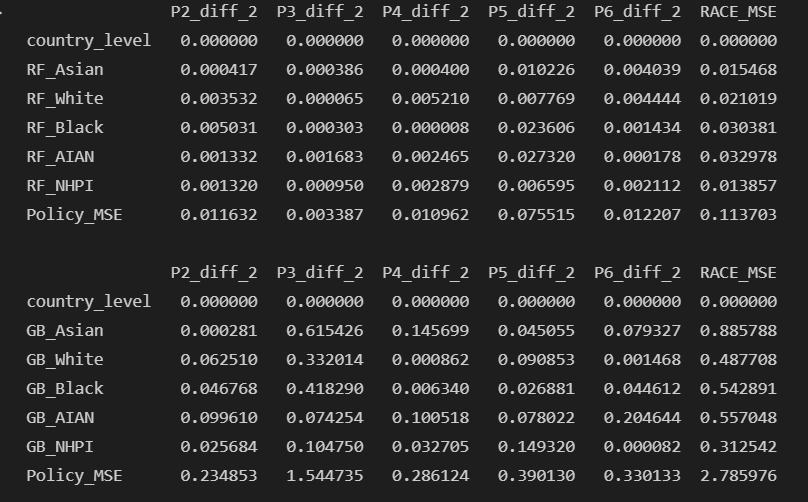 P2_diff_2 P3_diff_2 P4_diff_2 P5_diff_2 P6_diff_2 RACE_MSE
country_level 0.000000 0.000000 0.000000 0.000000 0.000000 0.000000
RF_Asian 0.000417 0.000386 0.000400 0.010226 0.004039 0.015468
RF_White 0.003532 0.000065 0.005210 0.007769 0.004444 0.021019
RF_Black 0.005031 0.000303 0.000008 0.023606 0.001434 0.030381
RF_AIAN 0.001332 0.001683 0.002465 0.027320 0.000178 0.032978
RF_NHPI 0.001320 0.000950 0.002879 0.006595 0.002112 0.013857
Policy_MSE 0.011632 0.003387 0.010962 0.075515 0.012207 0.113703
P2_diff_2 P3_diff_2 P4_diff_2 P5_diff_2 P6_diff_2 RACE_MSE
country_level 0.000000 0.000000 0.000000 0.000000 0.000000 0.000000
GB_Asian 0.000281 0.615426 0.145699 0.045055 0.079327 0.885788
GB_White 0.062510 0.332014 0.000862 0.090853 0.001468 0.487708
GB_Black 0.046768 0.418290 0.006340 0.026881 0.044612 0.542891
GB_AIAN 0.099610 0.074254 0.100518 0.078022 0.204644 0.557048
GB_NHPI 0.025684 0.104750 0.032705 0.149320 0.000082 0.312542
Policy_MSE 0.234853 1.544735 0.286124 0.390130 0.330133 2.785976